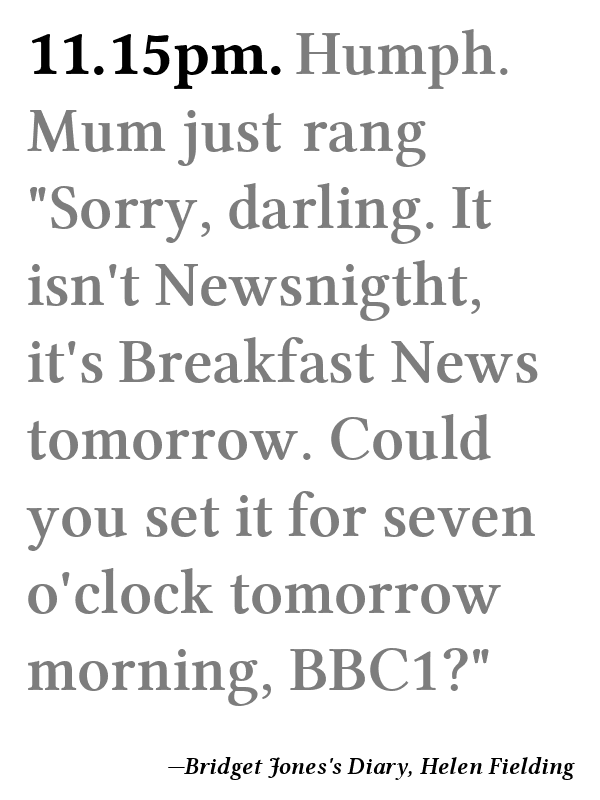 11.15pm. Humph.
Mum just rang
"Sorry, darling. It
isn't Newsnigtht,
it's Breakfast News
tomorrow. Could
you set it for seven
o'clock tomorrow
morning, BBC1?"
—Bridget Jones's Diary, Helen Fielding